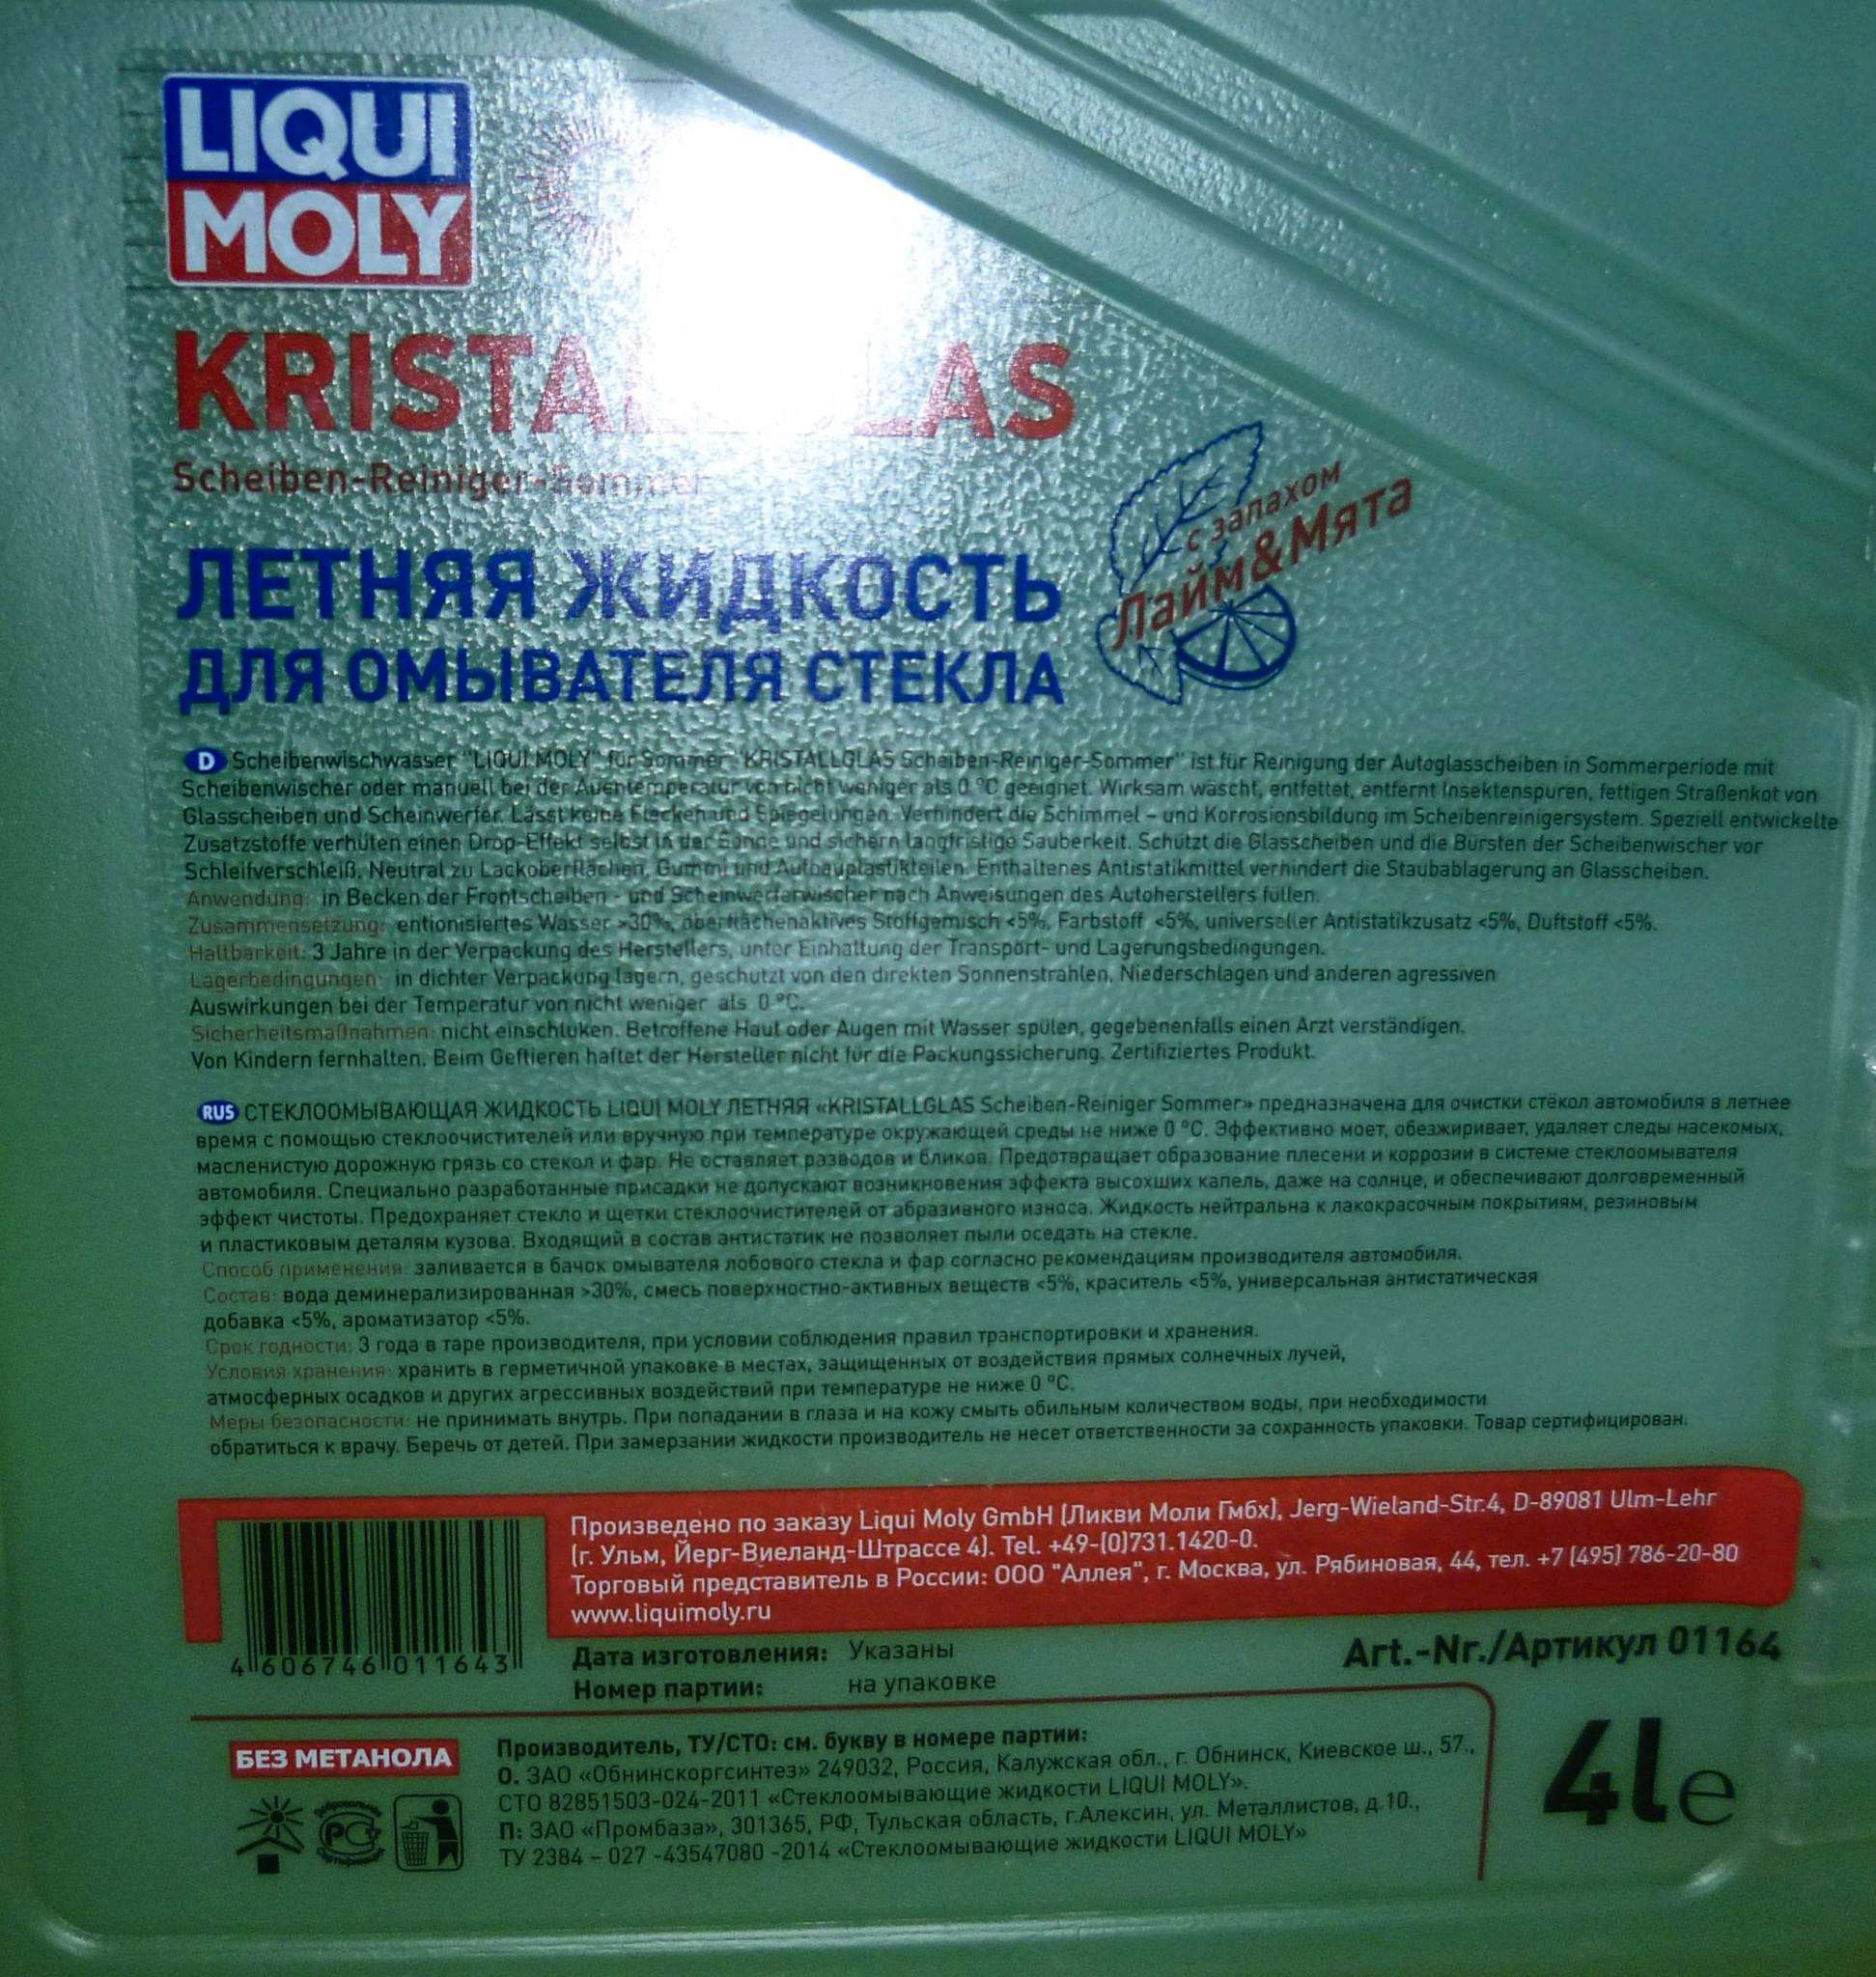 LIQUI
MOLY
Scheiben-Reiniger-Sommer
с запахом
Лайм&Мята
ЛЕТНЯЯ ЖИДКОСТЬ
ДЛЯ ОМЫВАТЕЛЯ СТЕКЛА
D Scheibenwischwasser "LIQUI MOLY" für Sommer "KRISTALLGLAS Scheiben-Reiniger-Sommer" ist für Reinigung der Autoglasscheiben in Sommerperiode mit
Scheibenwischer oder manuell bei der Auentemperatur von nicht weniger als 0 °C geeignet. Wirksam wascht, entfettet, entfernt Insektenspuren, fettigen Straßenkot von
Glasscheiben und Scheinwerfer. Lässt keine Flecken und Spiegelungen. Verhindert die Schimmel – und Korrosionsbildung im Scheibenreinigersystem. Speziell entwickelte
Zusatzstoffe verhüten einen Drop-Effekt selbst in der Sonne und sichern langfristige Sauberkeit. Schützt die Glasscheiben und die Bürsten der Scheibenwischer vor
Schleifverschleiß. Neutral zu Lackoberflächen, Gummi und Autobauplastikteilen. Enthaltenes Antistatikmittel verhindert die Staubablagerung an Glasscheiben.
Anwendung: in Becken der Frontscheiben - und Scheinwerferwischer nach Anweisungen des Autoherstellers füllen.
Zusammensetzung: entionisiertes Wasser >30%, oberflächenaktives Stoffgemisch <5%, Farbstoff <5%, universeller Antistatikzusatz <5%, Duftstoff <5%.
Haltbarkeit: 3 Jahre in der Verpackung des Herstellers, unter Einhaltung der Transport- und Lagerungsbedingungen.
Lagerbedingungen: in dichter Verpackung lagern, geschützt von den direkten Sonnenstrahlen, Niederschlagen und anderen agressiven
Auswirkungen bei der Temperatur von nicht weniger als 0 °C.
Sicherheitsmaßnahmen: nicht einschluken. Betroffene Haut oder Augen mit Wasser spülen, gegebenenfalls einen Arzt verständigen.
Von Kindern fernhalten. Beim Geftieren haftet der Hersteller nicht für die Packungssicherung. Zertifiziertes Produkt.
RUS СТЕКЛООМЫВАЮЩАЯ ЖИДКОСТЬ LIQUI MOLY ЛЕТНЯЯ «KRISTALLGLAS Scheiben-Reiniger Sommer» предназначена для очистки стёкол автомобиля в летнее
время с помощью стеклоочистителей или вручную при температуре окружающей среды не ниже 0 °C. Эффективно моет, обезжиривает, удаляет следы насекомых,
масленистую дорожную грязь со стекол и фар. Не оставляет разводов и бликов. Предотвращает образование плесени и коррозии в системе стеклоомывателя
автомобиля. Специально разработанные присадки не допускают возникновения эффекта высохших капель, даже на солнце, и обеспечивают долговременный
эффект чистоты. Предохраняет стекло и щетки стеклоочистителей от абразивного износа. Жидкость нейтральна к лакокрасочным покрытиям, резиновым
и пластиковым деталям кузова. Входящий в состав антистатик не позволяет пыли оседать на стекле.
Способ применения: заливается в бачок омывателя лобового стекла и фар согласно рекомендациям производителя автомобиля.
Состав: вода деминерализированная >30%, смесь поверхностно-активных веществ <5%, краситель <5%, универсальная антистатическая
добавка <5%, ароматизатор <5%.
Срок годности: 3 года в таре производителя, при условии соблюдения правил транспортировки и хранения.
Условия хранения: хранить в герметичной упаковке в местах, защищенных от воздействия прямых солнечных лучей,
атмосферных осадков и других агрессивных воздействий при температуре не ниже 0 °C.
Меры безопасности: не принимать внутрь. При попадании в глаза и на кожу смыть обильным количеством воды, при необходимости
обратиться к врачу. Беречь от детей. При замерзании жидкости производитель не несет ответственности за сохранность упаковки. Товар сертифицирован.
Произведено по заказу Liqui Moly GmbH (Ликви Моли Гмбх), Jerg-Wieland-Str.4, D-89081 Ulm-Lehr
(г. Ульм, Йерг-Виеланд-Штрассе 4). Tel. +49-(0)731.1420-0.
Торговый представитель в России: ООО "Аллея", г. Москва, ул. Рябиновая, 44, тел. +7 (495) 786-20-80
www.liquimoly.ru
4 606746 011643
Дата изготовления: Указаны
Номер партии: на упаковке
Art.-Nr./Артикул 01164
БЕЗ МЕТАНОЛА
Производитель, ТУ/СТО: см. букву в номере партии:
О. ЗАО «Обнинскоргсинтез» 249032, Россия, Калужская обл., г. Обнинск, Киевское ш., 57.,
СТО 82851503-024-2011 «Стеклоомывающие жидкости LIQUI MOLY».
П: ЗАО «Промбаза», 301365, РФ, Тульская область, г.Алексин, ул. Металлистов, д.10.,
ТУ 2384 – 027 -43547080 -2014 «Стеклоомывающие жидкости LIQUI MOLY»
4l e